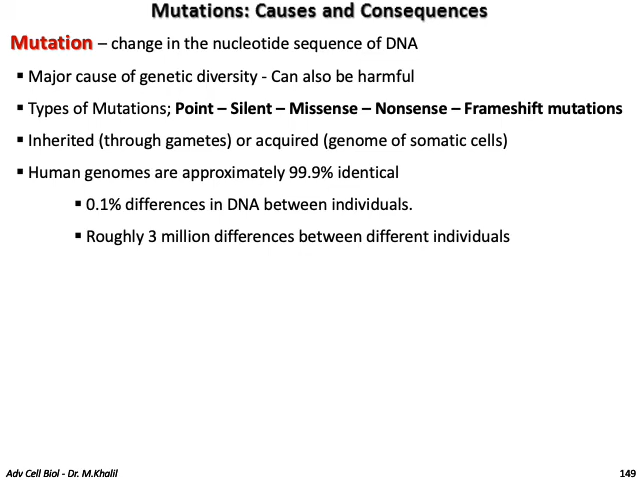 Mutations: Causes and Consequences
Mutation – change in the nucleotide sequence of DNA
▪ Major cause of genetic diversity - Can also be harmful
▪ Types of Mutations; Point – Silent – Missense – Nonsense – Frameshift mutations
▪ Inherited (through gametes) or acquired (genome of somatic cells)
▪ Human genomes are approximately 99.9% identical
▪ 0.1% differences in DNA between individuals.
▪ Roughly 3 million differences between different individuals
Adv Cell Biol - Dr. M.Khalil
149